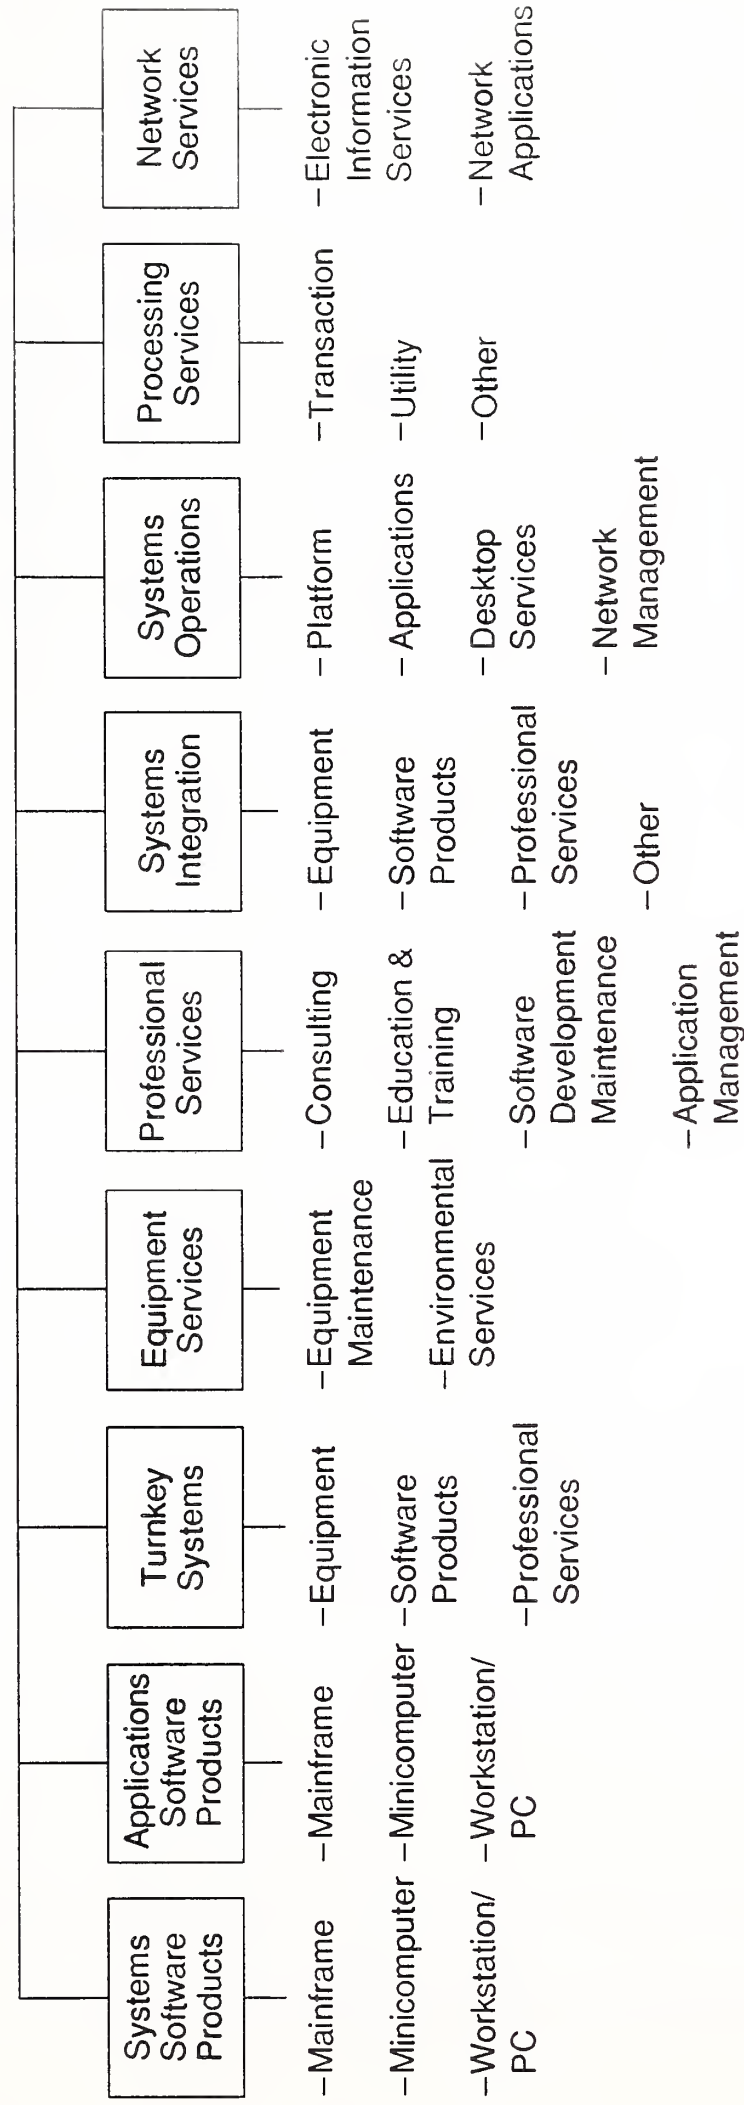 Systems
Software
Products
–Mainframe
–Minicomputer
–Workstation/
PC
Applications
Software
Products
–Mainframe
–Minicomputer
–Workstation/
PC
Turnkey
Systems
–Equipment
–Software
Products
–Professional
Services
Equipment
Services
–Equipment
Maintenance
–Environmental
Services
Professional
Services
–Consulting
–Education &
Training
–Software
Development
Maintenance
–Application
Management
Systems
Integration
–Equipment
–Software
Products
–Professional
Services
–Other
Systems
Operations
–Platform
–Applications
–Desktop
Services
–Network
Management
Processing
Services
–Transaction
–Utility
–Other
Network
Services
–Electronic
Information
Services
–Network
Applications